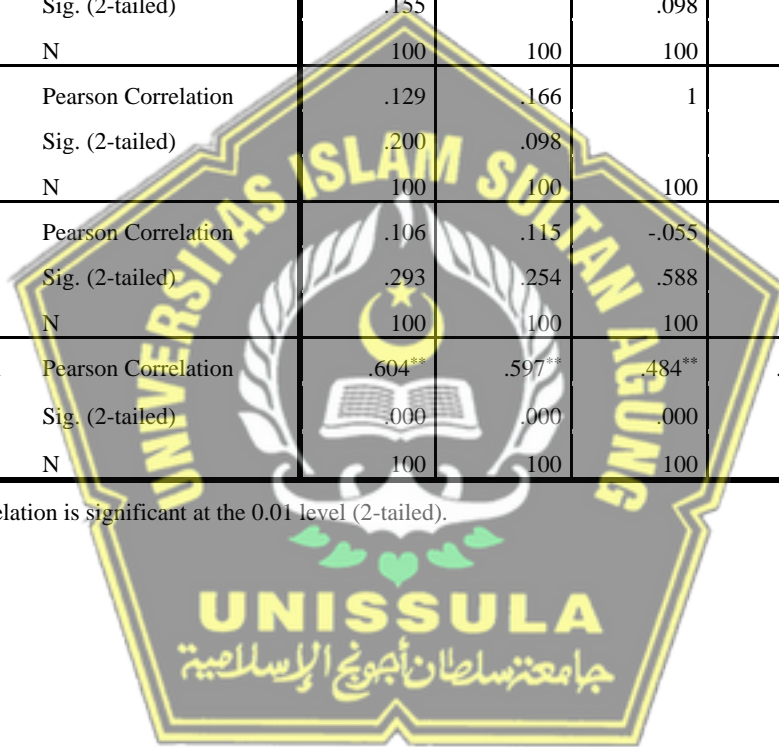 Sig. (2-tailed) .155 .098
N 100 100 100
Pearson Correlation .129 .166 1
Sig. (2-tailed) .200 .098
N 100 100 100
Pearson Correlation .106 .115 -.055
Sig. (2-tailed) .293 .254 .588
N 100 100 100
Pearson Correlation .604** .597** .484**
Sig. (2-tailed) .000 .000 .000
N 100 100 100
elation is significant at the 0.01 level (2-tailed).
UNIVERSITAS ISLAM SULTAN AGUNG
UNISSULA
جامعتنسلطان أجونج الإسلامية